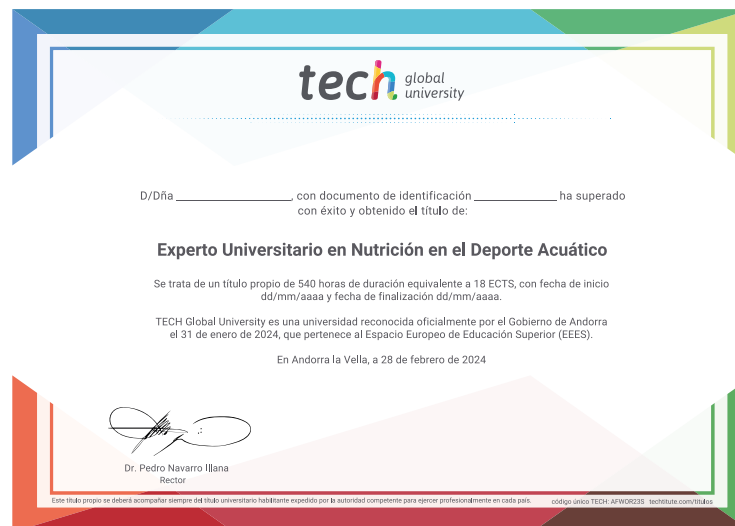 tech global university
D/Dña ____________, con documento de identificación ____________ ha superado
con éxito y obtenido el título de:
Experto Universitario en Nutrición en el Deporte Acuático
Se trata de un título propio de 540 horas de duración equivalente a 18 ECTS, con fecha de inicio
dd/mm/aaaa y fecha de finalización dd/mm/aaaa.
TECH Global University es una universidad reconocida oficialmente por el Gobierno de Andorra
el 31 de enero de 2024, que pertenece al Espacio Europeo de Educación Superior (EEES).
En Andorra la Vella, a 28 de febrero de 2024
Dr. Pedro Navarro Illana
Rector
Este título propio se deberá acompañar siempre del título universitario habilitante expedido por la autoridad competente para ejercer profesionalmente en cada país. código único TECH: AFWOR235 techtitute.com/titulos